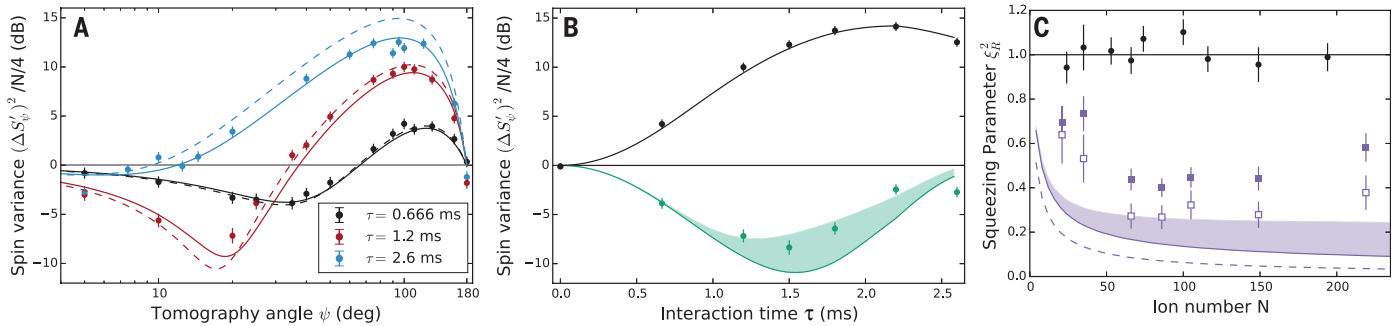 A
Spin variance (ΔS′ψ)² /N/4 (dB)
15
10
5
0
−5
−10
10
100
180
Tomography angle ψ (deg)
τ = 0.666 ms
τ = 1.2 ms
τ = 2.6 ms
B
Spin variance (ΔS′ψ)² /N/4 (dB)
15
10
5
0
−5
−10
0.0
0.5
1.0
1.5
2.0
2.5
Interaction time τ (ms)
C
Squeezing Parameter ξ²R
1.2
1.0
0.8
0.6
0.4
0.2
0.0
0
50
100
150
200
Ion number N